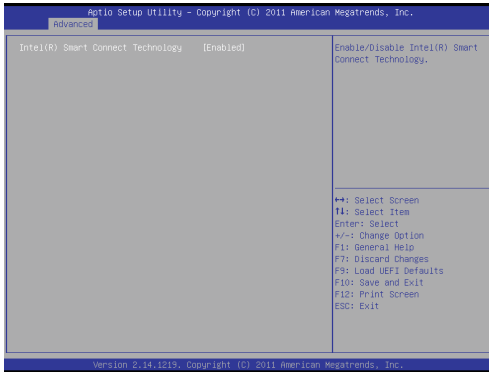 Aptio Setup Utility – Copyright (C) 2011 American Megatrends, Inc.
Advanced
Intel(R) Smart Connect Technology [Enabled]
Enable/Disable Intel(R) Smart
Connect Technology.
←→: Select Screen
↑↓: Select Item
Enter: Select
+/-: Change Option
F1: General Help
F7: Discard Changes
F9: Load UEFI Defaults
F10: Save and Exit
F12: Print Screen
ESC: Exit
Version 2.14.1219. Copyright (C) 2011 American Megatrends, Inc.